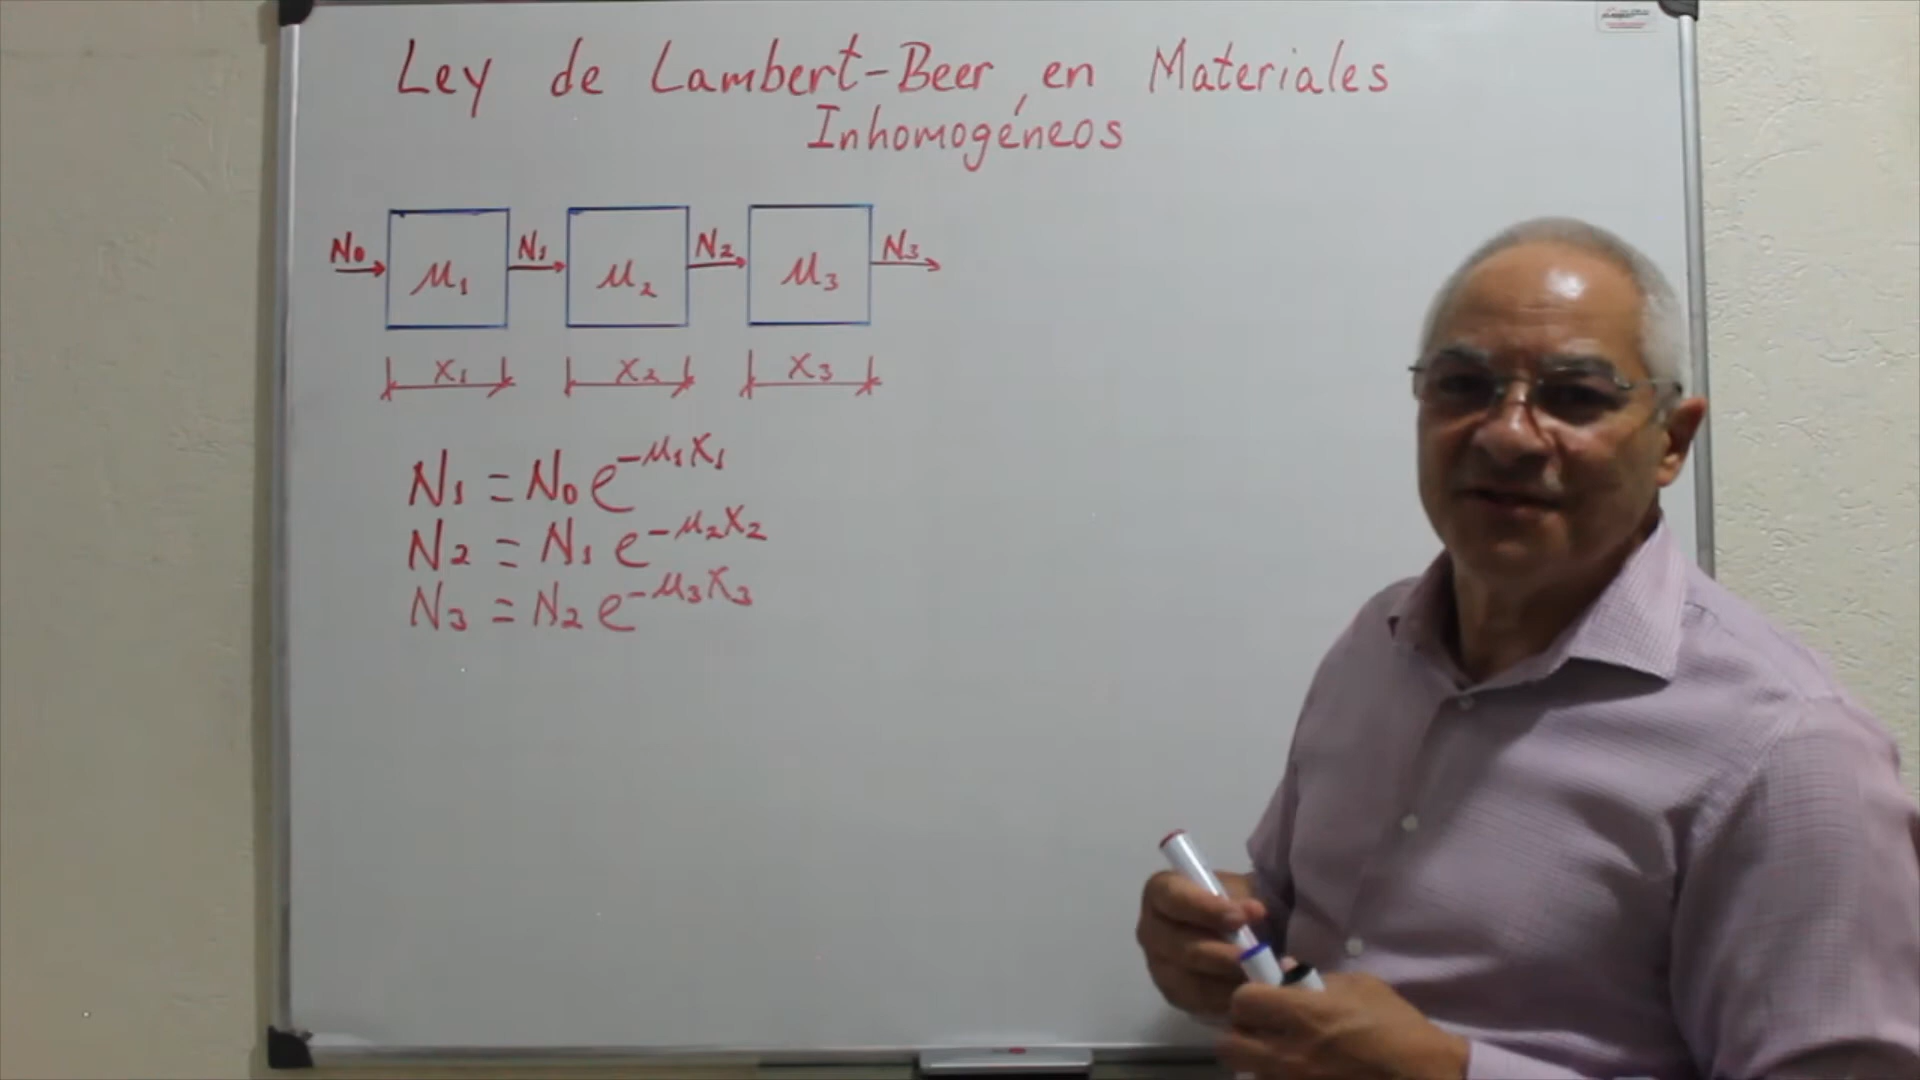 Ley de Lambert-Beer, en Materiales
Inhomogéneos
N₀ μ₁ N₁ μ₂ N₂ μ₃ N₃
X₁ X₂ X₃
N₁ = N₀ e^-μ₁X₁
N₂ = N₁ e^-μ₂X₂
N₃ = N₂ e^-μ₃X₃